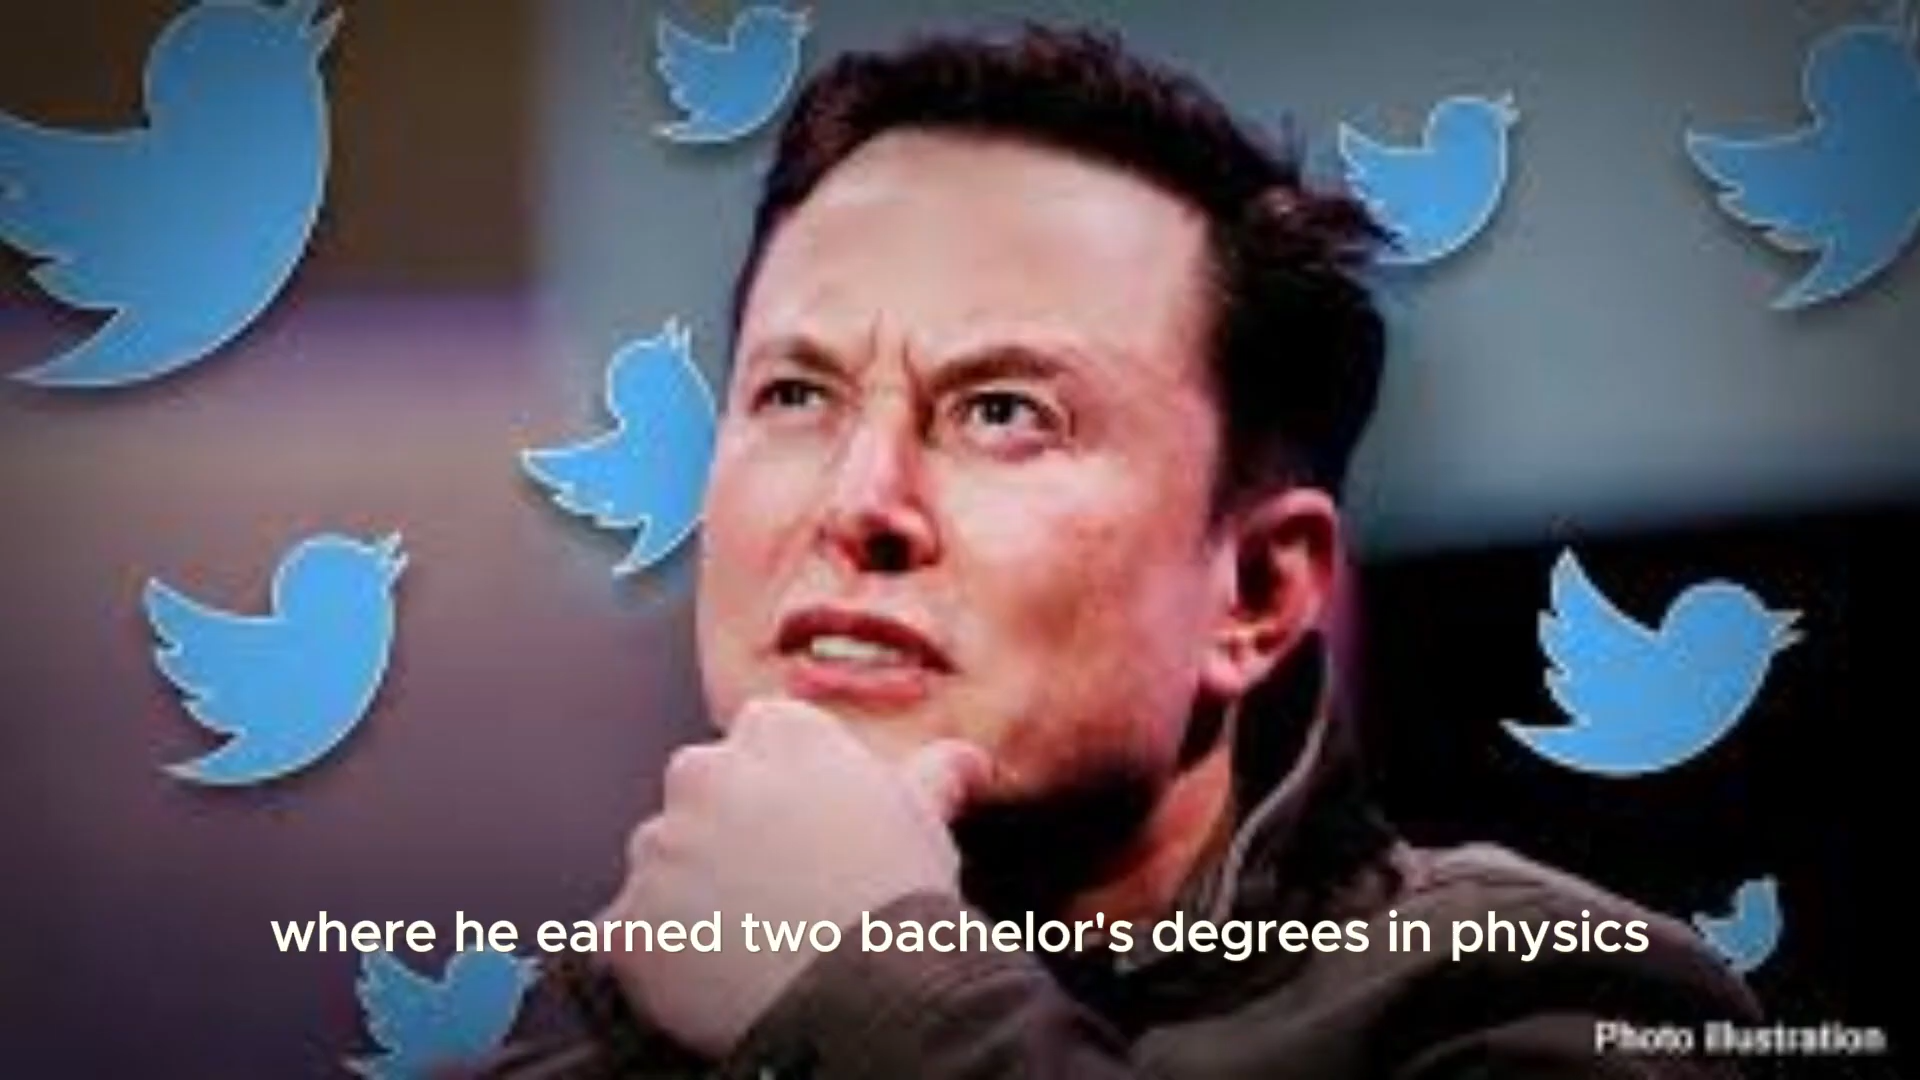 where he earned two bachelor's degrees in physics
Photo Illustration